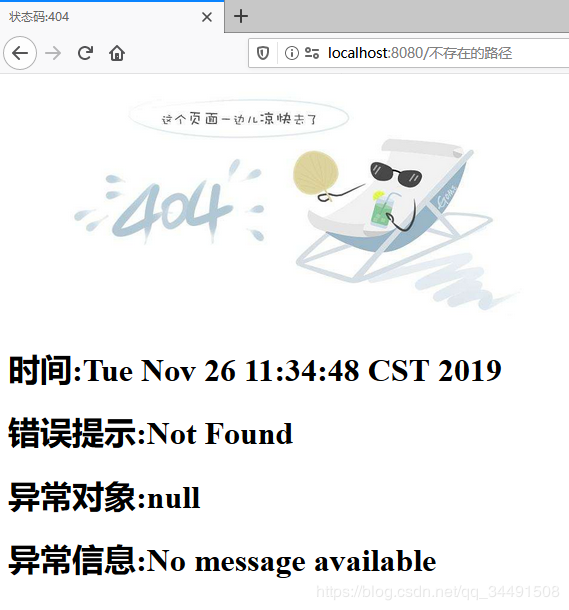 状态码:404
localhost:8080/不存在的路径
这个页面一边儿凉快去了
404
时间:Tue Nov 26 11:34:48 CST 2019
错误提示:Not Found
异常对象:null
异常信息:No message available
https://blog.csdn.net/qq_34491508